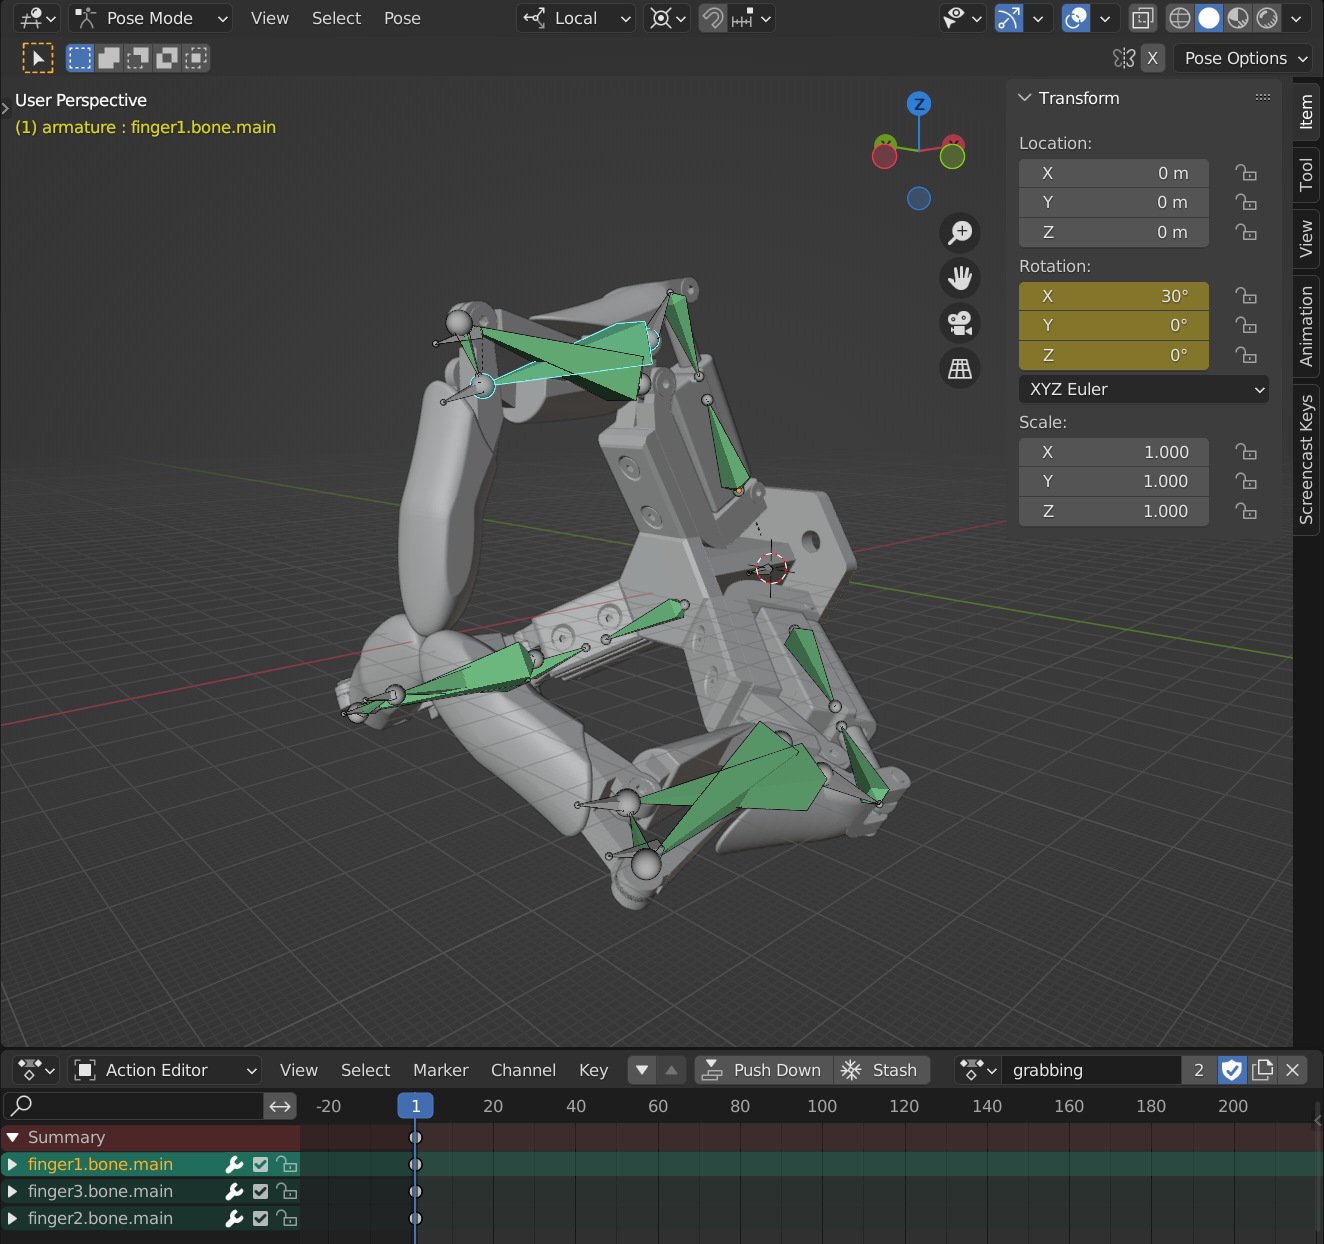 Pose Mode View Select Pose Local
X Pose Options
User Perspective
(1) armature : finger1.bone.main
Z
Transform
Location:
X 0 m
Y 0 m
Z 0 m
Rotation:
X 30°
Y 0°
Z 0°
XYZ Euler
Scale:
X 1.000
Y 1.000
Z 1.000
Item
Tool
View
Animation
Screencast Keys
Action Editor View Select Marker Channel Key Push Down Stash grabbing 2
-20 1 20 40 60 80 100 120 140 160 180 200
Summary
finger1.bone.main
finger3.bone.main
finger2.bone.main